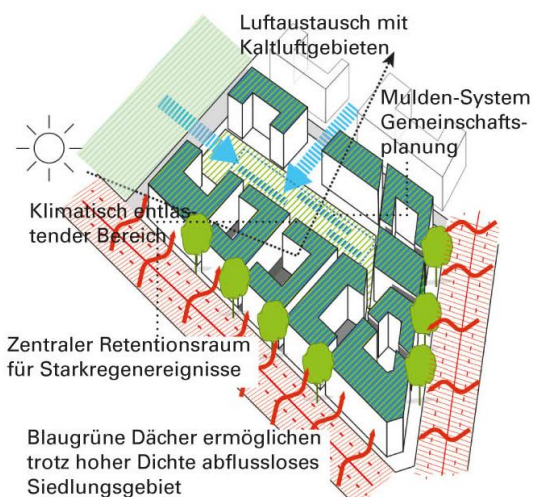 Luftaustausch mit
Kaltluftgebieten
Mulden-System
Gemeinschafts-
planung
Klimatisch entlas-
tender Bereich
Zentraler Retentionsraum
für Starkregenereignisse
Blaugrüne Dächer ermöglichen
trotz hoher Dichte abflussloses
Siedlungsgebiet